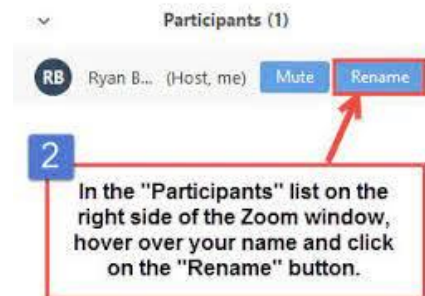 Participants (1)
RB Ryan B... (Host, me) Mute Rename
2
In the "Participants" list on the
right side of the Zoom window,
hover over your name and click
on the "Rename" button.